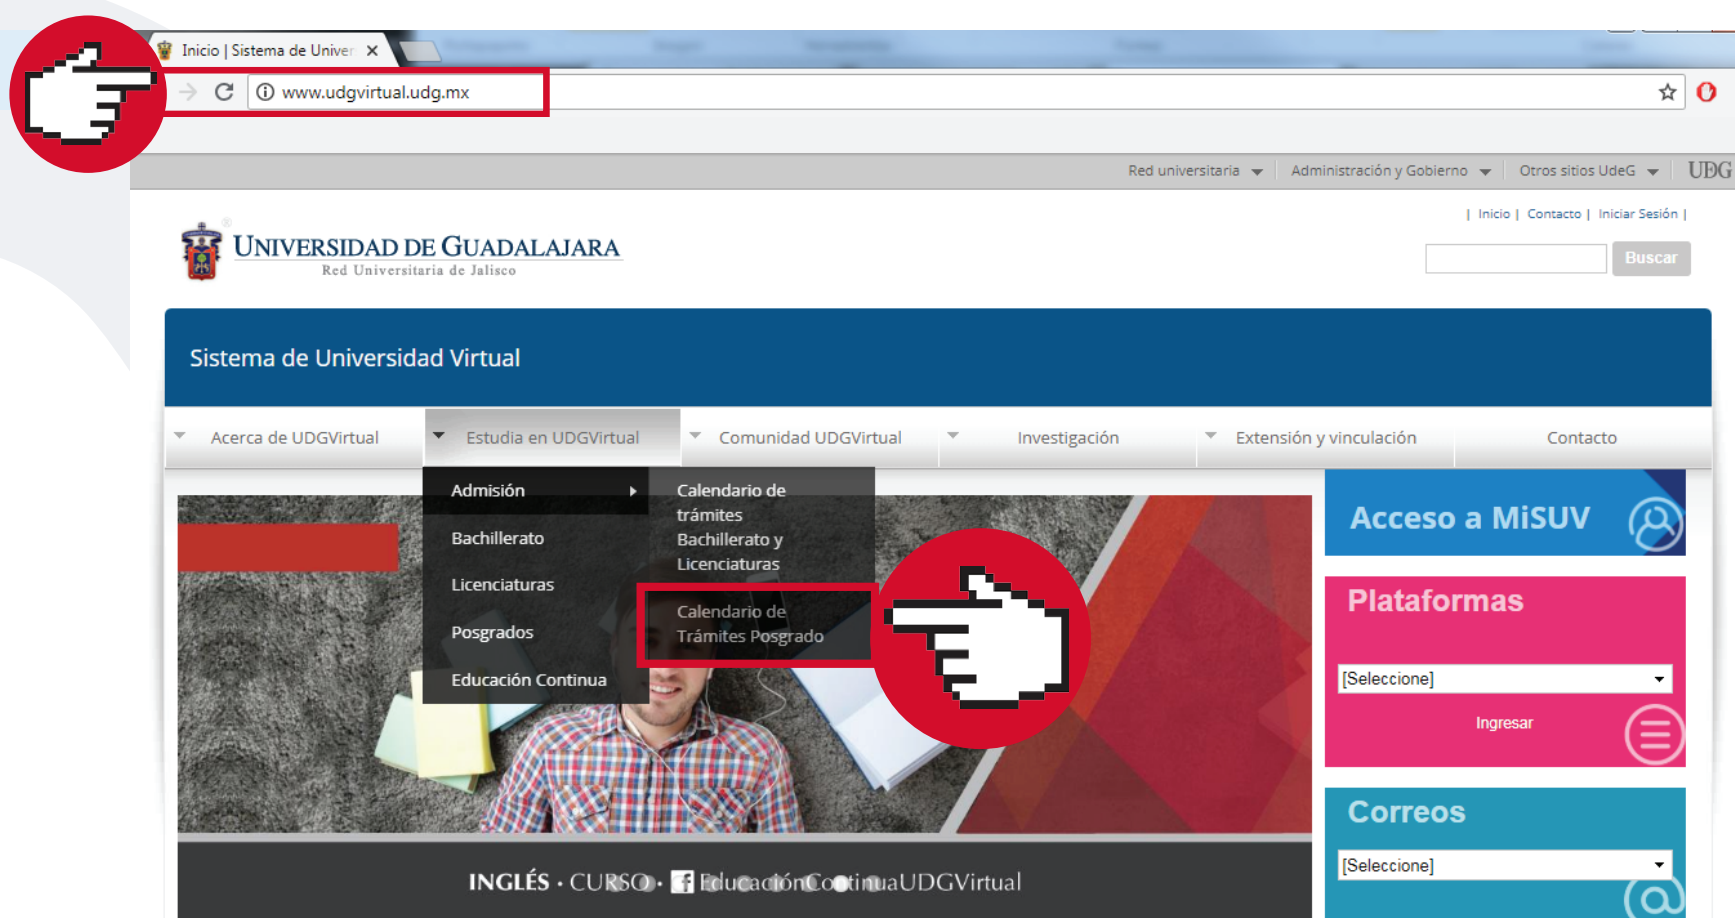 Inicio | Sistema de Univer
www.udgvirtual.udg.mx
Red universitaria
Administración y Gobierno
Otros sitios UdeG
UDG
| Inicio | Contacto | Iniciar Sesión |
®
UNIVERSIDAD DE GUADALAJARA
Red Universitaria de Jalisco
Buscar
Sistema de Universidad Virtual
Acerca de UDGVirtual
Estudia en UDGVirtual
Comunidad UDGVirtual
Investigación
Extensión y vinculación
Contacto
Admisión
Bachillerato
Licenciaturas
Posgrados
Educación Continua
Calendario de
trámites
Bachillerato y
Licenciaturas
Calendario de
Trámites Posgrado
Acceso a MiSUV
Plataformas
[Seleccione]
Ingresar
Correos
[Seleccione]
INGLÉS · CURSO · f EducaciónContinuaUDGVirtual